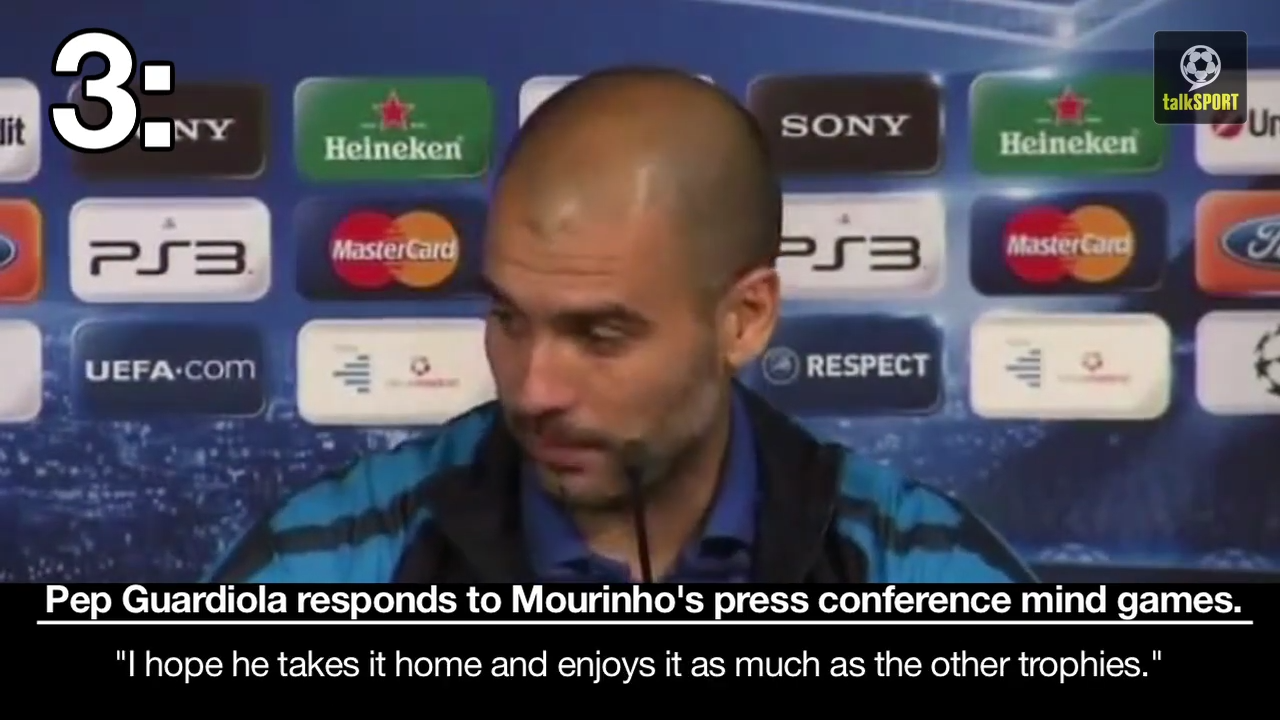 3:
talkSPORT
NY
Heineken
SONY
Heineken
PS3
MasterCard
PS3
MasterCard
UEFA.com
RESPECT
Pep Guardiola responds to Mourinho's press conference mind games.
"I hope he takes it home and enjoys it as much as the other trophies."